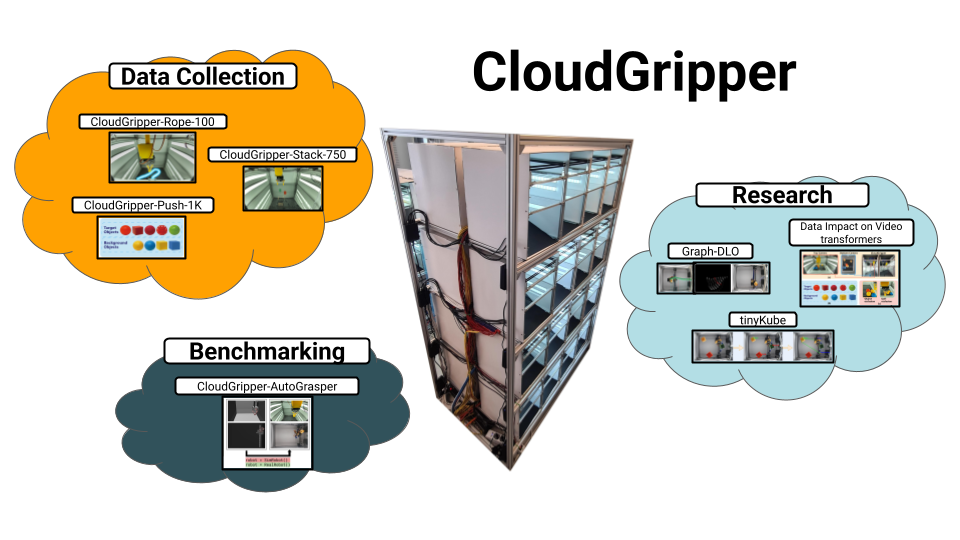 CloudGripper
Data Collection
CloudGripper-Rope-100
CloudGripper-Stack-750
CloudGripper-Push-1K
Target
Objects
Background
Objects
Research
Data Impact on Video
transformers
Graph-DLO
tinyKube
Benchmarking
CloudGripper-AutoGrasper